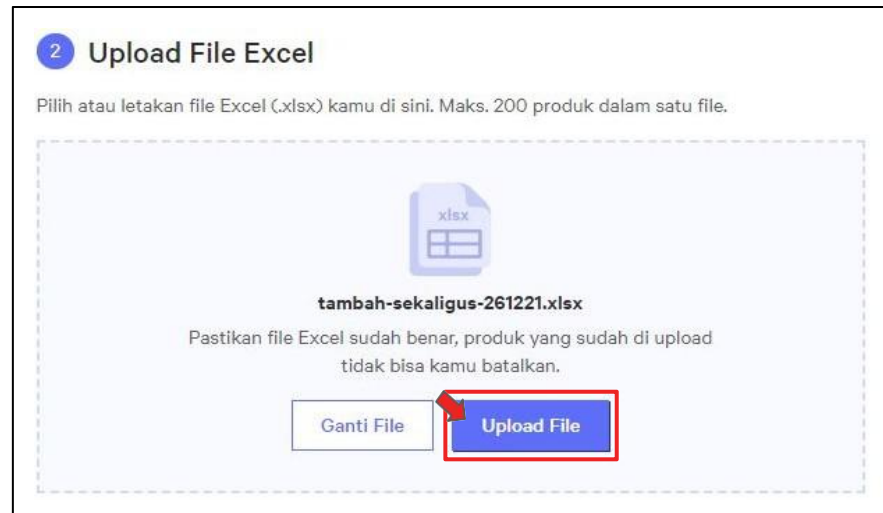 2 Upload File Excel
Pilih atau letakan file Excel (.xlsx) kamu di sini. Maks. 200 produk dalam satu file.
xlsx
tambah-sekaligus-261221.xlsx
Pastikan file Excel sudah benar, produk yang sudah di upload
tidak bisa kamu batalkan.
Ganti File Upload File